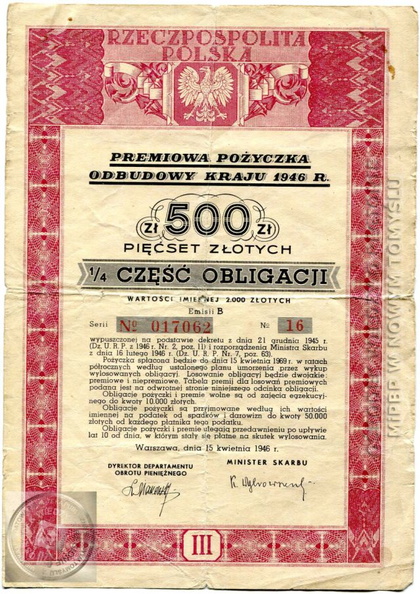 RZECZPOSPOLITA
POLSKA
PREMIOWA POŻYCZKA
ODBUDOWY KRAJU 1946 R.
ZŁ 500 ZŁ
PIĘĆSET ZŁOTYCH
1/4 CZĘŚĆ OBLIGACJI
WARTOŚCI IMIENNEJ 2.000 ZŁOTYCH
Emisji B
Serii № 017062 № 16
wypuszczonej na podstawie dekretu z dnia 21 grudnia 1945 r.
(Dz. U. R. P. z 1946 r. Nr. 2, poz. 11) i rozporządzenia Ministra Skarbu
z dnia 16 lutego 1946 r. (Dz. U. R. P. Nr. 7, poz. 63).
Pożyczka spłacona będzie do dnia 15 kwietnia 1969 r. w ratach
półrocznych według ustalonego planu umorzenia przez wykup
wylosowanych obligacyj. Losowanie obligacji będzie dwojakie:
premiowe i niepremiowe. Tabela premii dla losowań premiowych
podana jest na odwrotnej stronie niniejszego odcinka obligacji.
Obligacje pożyczki i premie wolne są od zajęcia egzekucyj-
nego do kwoty 10.000 złotych.
Obligacje pożyczki są przyjmowane według ich wartości
imiennej na podatek od spadków i darowizn do kwoty 50.000
złotych od każdego płatnika tego podatku.
Obligacje pożyczki i premie ulegają przedawnieniu po upływie
lat 10 od dnia, w którym stały się płatne na skutek wylosowania.
Warszawa, dnia 15 kwietnia 1946 r.
DYREKTOR DEPARTAMENTU
OBROTU PIENIĘŻNEGO
MINISTER SKARBU
III
MIPBP NOWY TOMYŚL